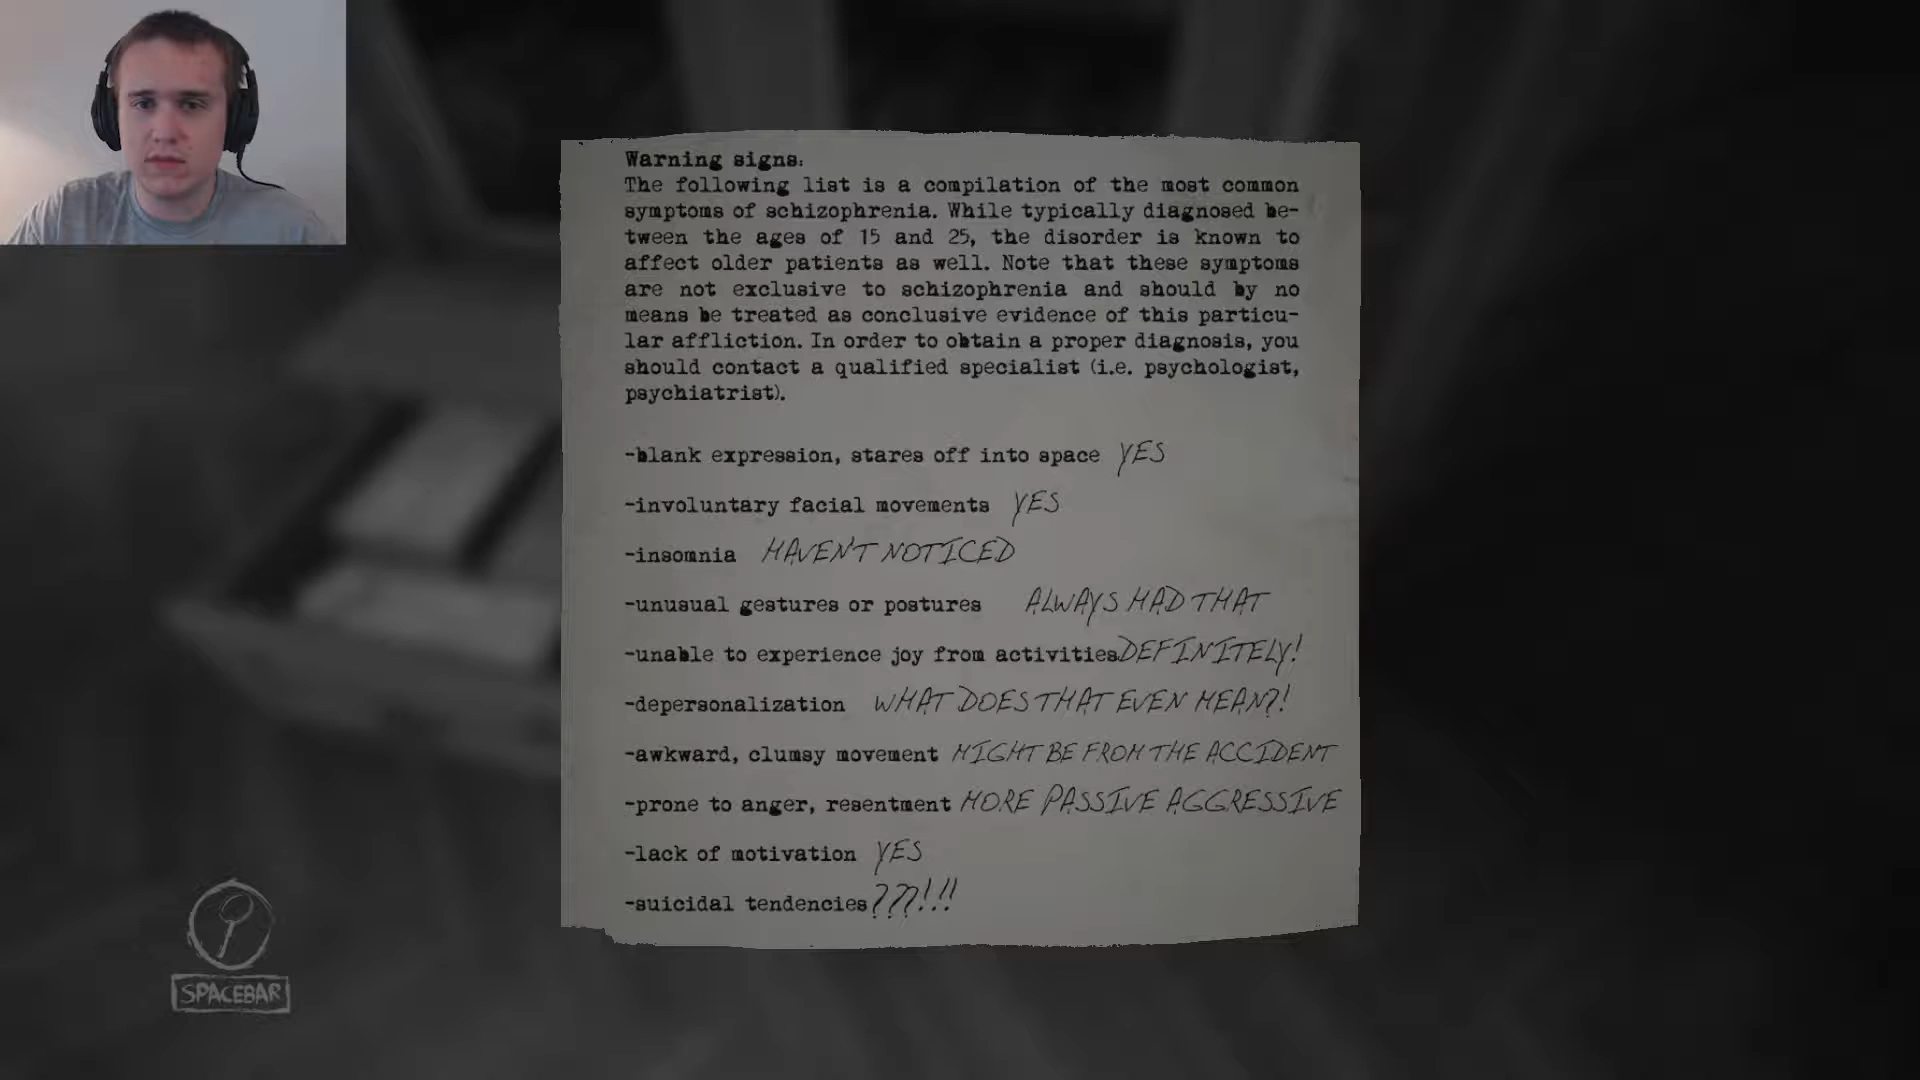 Warning signs:
The following list is a compilation of the most common
symptoms of schizophrenia. While typically diagnosed be-
tween the ages of 15 and 25, the disorder is known to
affect older patients as well. Note that these symptoms
are not exclusive to schizophrenia and should by no
means be treated as conclusive evidence of this particu-
lar affliction. In order to obtain a proper diagnosis, you
should contact a qualified specialist (i.e. psychologist,
psychiatrist).
-blank expression, stares off into space YES
-involuntary facial movements YES
-insomnia HAVEN'T NOTICED
-unusual gestures or postures ALWAYS HAD THAT
-unable to experience joy from activities DEFINITELY!
-depersonalization WHAT DOES THAT EVEN MEAN?!
-awkward, clumsy movement MIGHT BE FROM THE ACCIDENT
-prone to anger, resentment MORE PASSIVE AGGRESSIVE
-lack of motivation YES
-suicidal tendencies???!!!
SPACEBAR